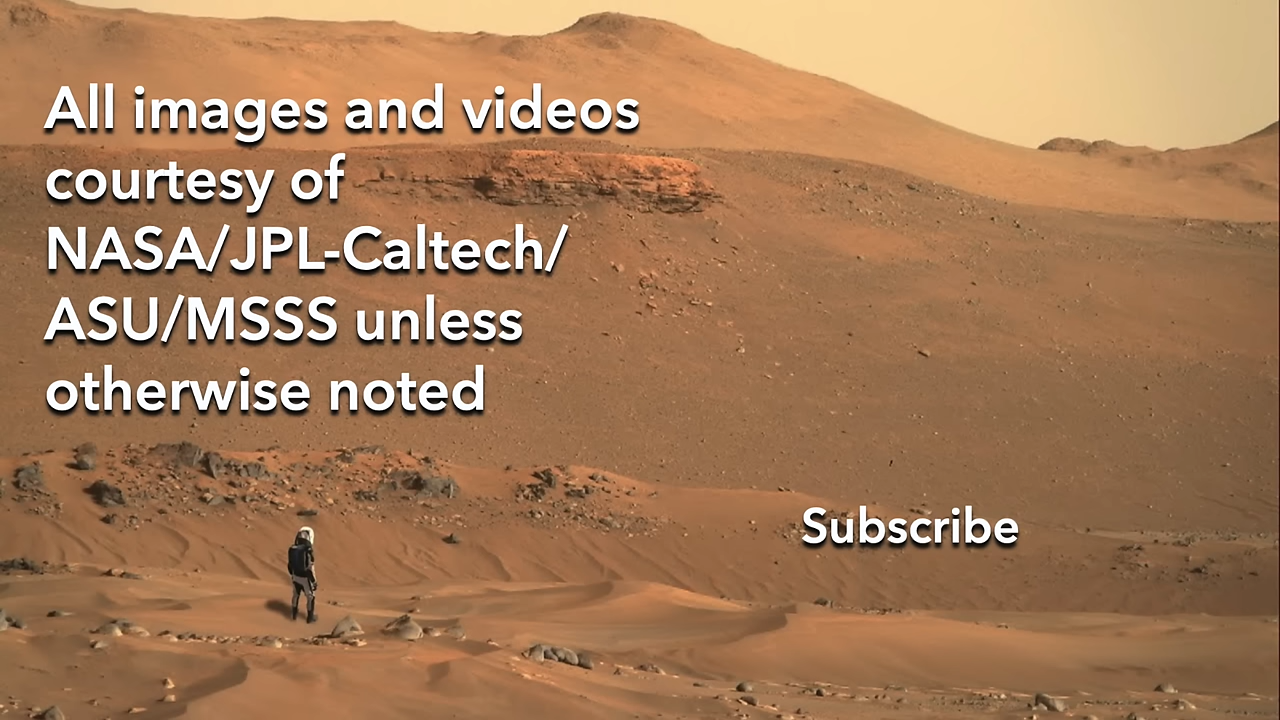 All images and videos
courtesy of
NASA/JPL-Caltech/
ASU/MSSS unless
otherwise noted
Subscribe